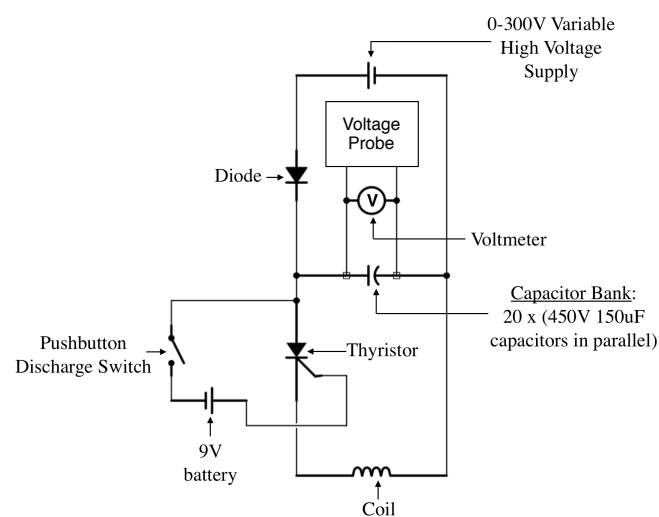 0-300V Variable
High Voltage
Supply
Voltage
Probe
Diode
V
Voltmeter
Capacitor Bank:
20 x (450V 150uF
capacitors in parallel)
Pushbutton
Discharge Switch
Thyristor
9V
battery
Coil